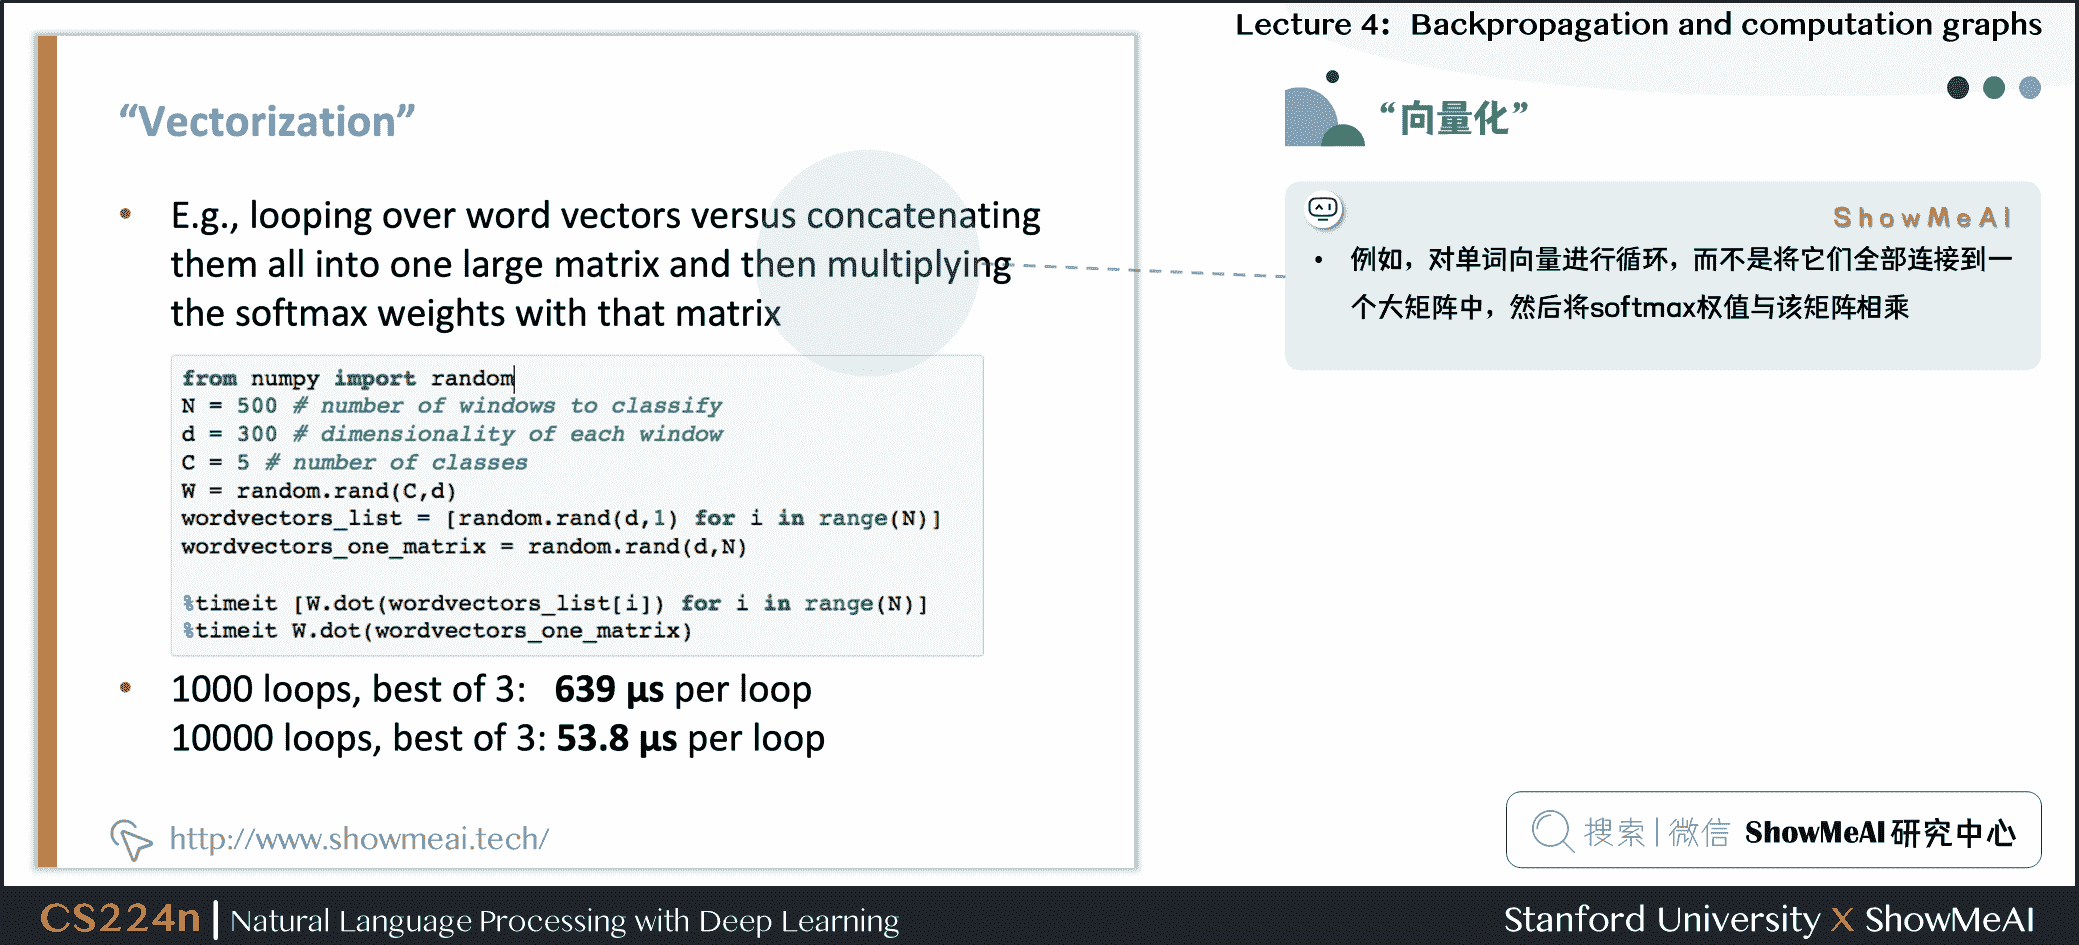 Lecture 4: Backpropagation and computation graphs
“Vectorization”
• E.g., looping over word vectors versus concatenating
them all into one large matrix and then multiplying
the softmax weights with that matrix
from numpy import random
N = 500 # number of windows to classify
d = 300 # dimensionality of each window
C = 5 # number of classes
W = random.rand(C,d)
wordvectors_list = [random.rand(d,1) for i in range(N)]
wordvectors_one_matrix = random.rand(d,N)
%timeit [W.dot(wordvectors_list[i]) for i in range(N)]
%timeit W.dot(wordvectors_one_matrix)
• 1000 loops, best of 3: 639 µs per loop
10000 loops, best of 3: 53.8 µs per loop
http://www.showmeai.tech/
“向量化”
ShowMeAI
• 例如，对单词向量进行循环，而不是将它们全部连接到一
个大矩阵中，然后将softmax权值与该矩阵相乘
搜索|微信 ShowMeAI研究中心
CS224n | Natural Language Processing with Deep Learning
Stanford University X ShowMeAI